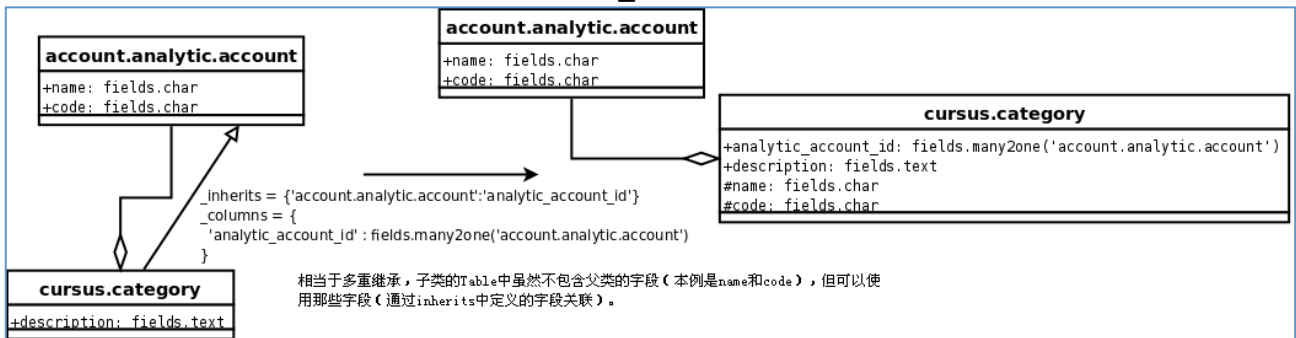 account.analytic.account
+name: fields.char
+code: fields.char
account.analytic.account
+name: fields.char
+code: fields.char
cursus.category
+analytic_account_id: fields.many2one('account.analytic.account')
+description: fields.text
#name: fields.char
#code: fields.char
_inherits = {'account.analytic.account':'analytic_account_id'}
_columns = {
'analytic_account_id' : fields.many2one('account.analytic.account')
}
cursus.category
+description: fields.text
相当于多重继承，子类的Table中虽然不包含父类的字段（本例是name和code），但可以使
用那些字段（通过inherits中定义的字段关联）。